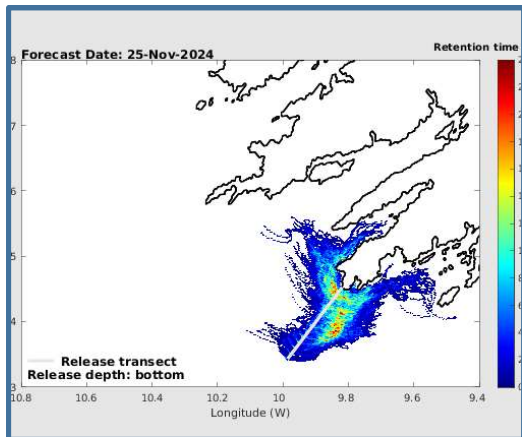 Retention time
Forecast Date: 25-Nov-2024
8
7
6
5
4
3
Release transect
Release depth: bottom
10.8 10.6 10.4 10.2 10 9.8 9.6 9.4
Longitude (W)